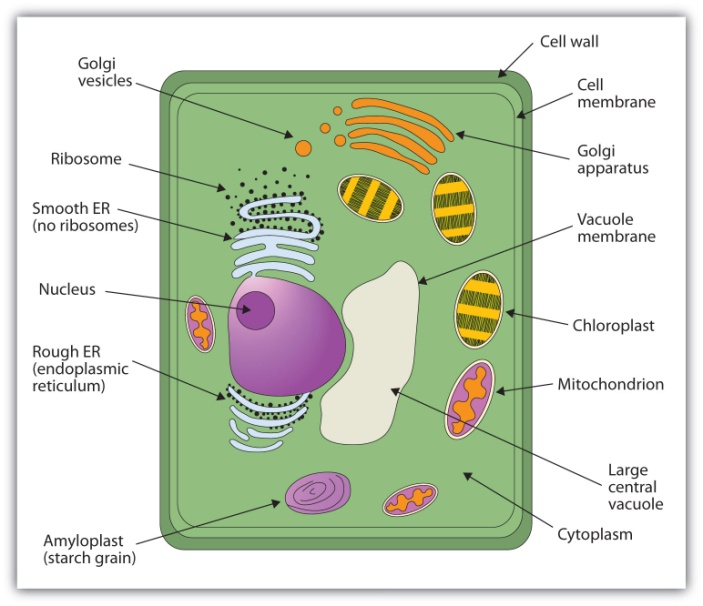 Golgi
vesicles
Ribosome
Smooth ER
(no ribosomes)
Nucleus
Rough ER
(endoplasmic
reticulum)
Amyloplast
(starch grain)
Cell wall
Cell
membrane
Golgi
apparatus
Vacuole
membrane
Chloroplast
Mitochondrion
Large
central
vacuole
Cytoplasm